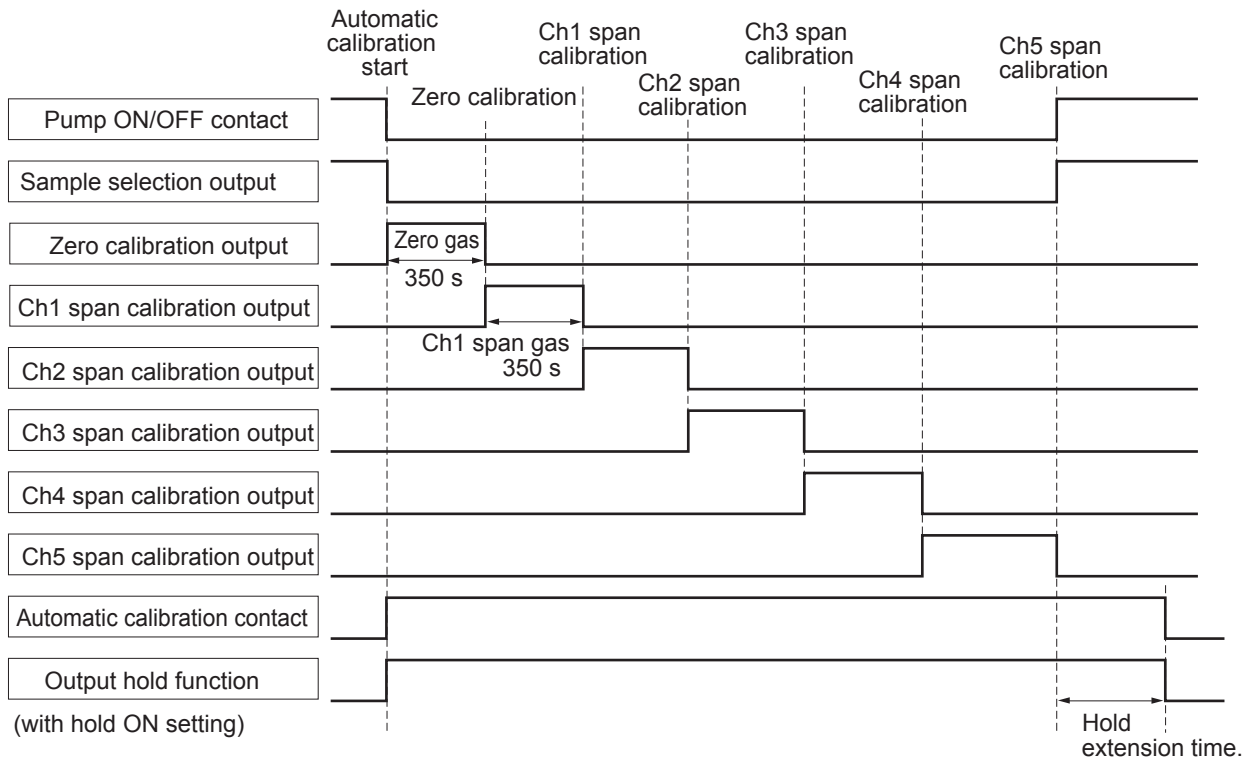 Automatic
calibration
start
Zero calibration
Ch1 span
calibration
Ch2 span
calibration
Ch3 span
calibration
Ch4 span
calibration
Ch5 span
calibration
Pump ON/OFF contact
Sample selection output
Zero calibration output
Zero gas
350 s
Ch1 span calibration output
Ch1 span gas
350 s
Ch2 span calibration output
Ch3 span calibration output
Ch4 span calibration output
Ch5 span calibration output
Automatic calibration contact
Output hold function
(with hold ON setting)
Hold
extension time.